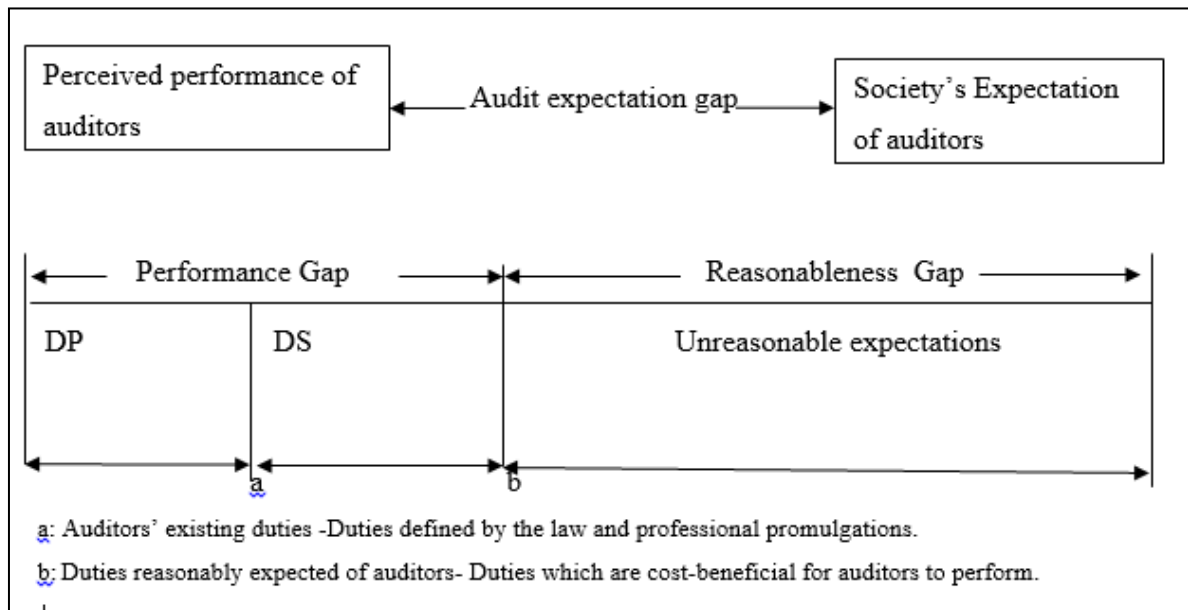 Perceived performance of
auditors
Audit expectation gap
Society’s Expectation
of auditors
Performance Gap
Reasonableness Gap
DP
DS
Unreasonable expectations
a
b
a: Auditors’ existing duties -Duties defined by the law and professional promulgations.
b: Duties reasonably expected of auditors- Duties which are cost-beneficial for auditors to perform.